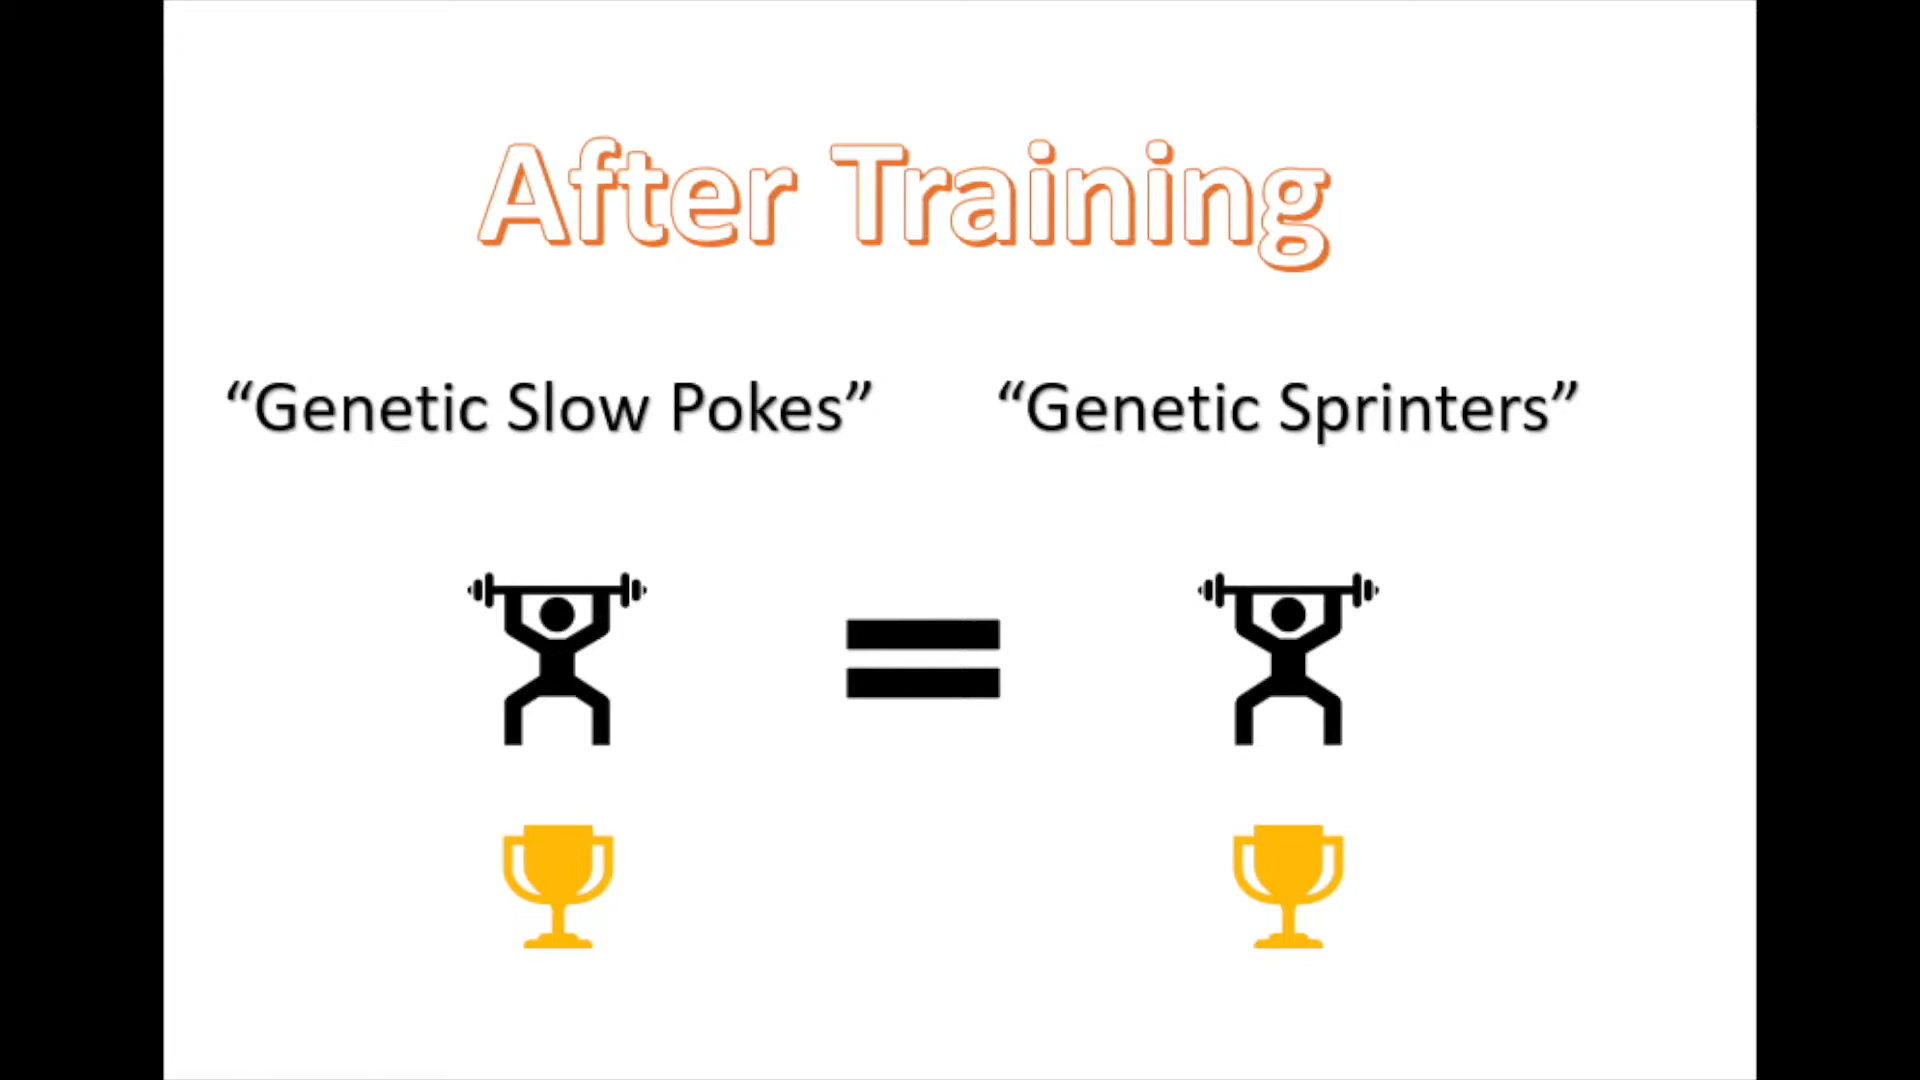 After Training
“Genetic Slow Pokes” “Genetic Sprinters”
=